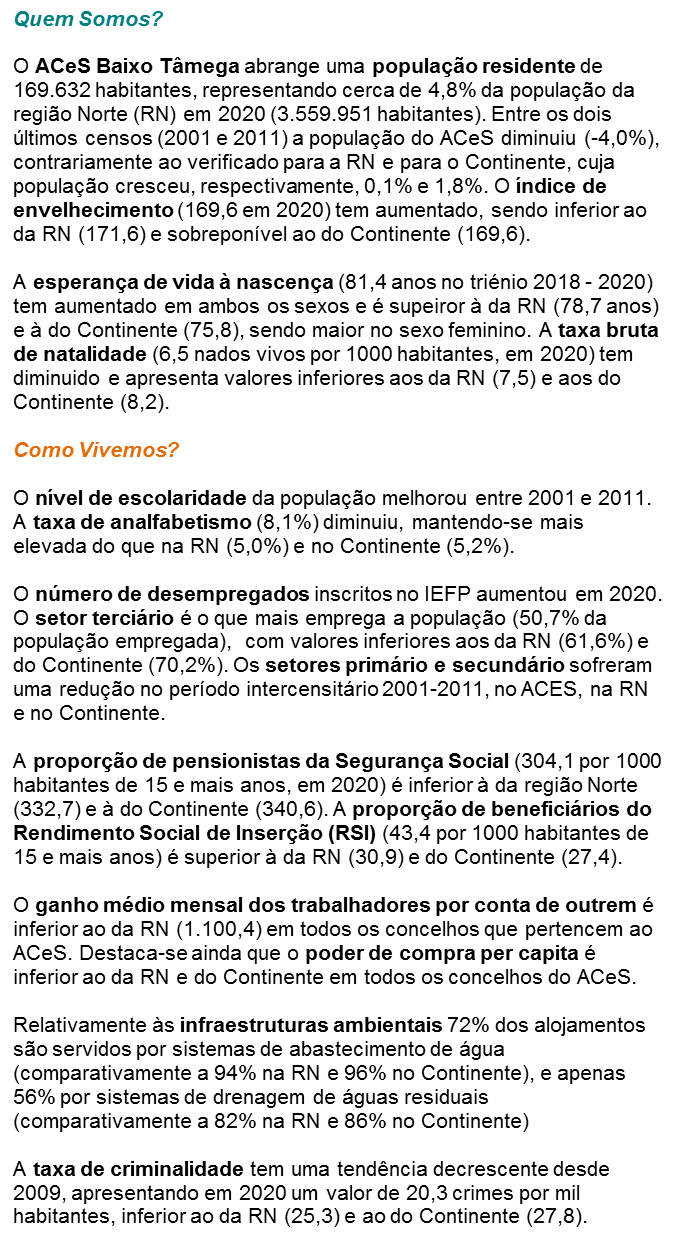 Quem Somos?
O ACeS Baixo Tâmega abrange uma população residente de
169.632 habitantes, representando cerca de 4,8% da população da
região Norte (RN) em 2020 (3.559.951 habitantes). Entre os dois
últimos censos (2001 e 2011) a população do ACeS diminuiu (-4,0%),
contrariamente ao verificado para a RN e para o Continente, cuja
população cresceu, respectivamente, 0,1% e 1,8%. O índice de
envelhecimento (169,6 em 2020) tem aumentado, sendo inferior ao
da RN (171,6) e sobreponível ao do Continente (169,6).
A esperança de vida à nascença (81,4 anos no triénio 2018 - 2020)
tem aumentado em ambos os sexos e é supeiror à da RN (78,7 anos)
e à do Continente (75,8), sendo maior no sexo feminino. A taxa bruta
de natalidade (6,5 nados vivos por 1000 habitantes, em 2020) tem
diminuido e apresenta valores inferiores aos da RN (7,5) e aos do
Continente (8,2).
Como Vivemos?
O nível de escolaridade da população melhorou entre 2001 e 2011.
A taxa de analfabetismo (8,1%) diminuiu, mantendo-se mais
elevada do que na RN (5,0%) e no Continente (5,2%).
O número de desempregados inscritos no IEFP aumentou em 2020.
O setor terciário é o que mais emprega a população (50,7% da
população empregada), com valores inferiores aos da RN (61,6%) e
do Continente (70,2%). Os setores primário e secundário sofreram
uma redução no período intercensitário 2001-2011, no ACES, na RN
e no Continente.
A proporção de pensionistas da Segurança Social (304,1 por 1000
habitantes de 15 e mais anos, em 2020) é inferior à da região Norte
(332,7) e à do Continente (340,6). A proporção de beneficiários do
Rendimento Social de Inserção (RSI) (43,4 por 1000 habitantes de
15 e mais anos) é superior à da RN (30,9) e do Continente (27,4).
O ganho médio mensal dos trabalhadores por conta de outrem é
inferior ao da RN (1.100,4) em todos os concelhos que pertencem ao
ACeS. Destaca-se ainda que o poder de compra per capita é
inferior ao da RN e do Continente em todos os concelhos do ACeS.
Relativamente às infraestruturas ambientais 72% dos alojamentos
são servidos por sistemas de abastecimento de água
(comparativamente a 94% na RN e 96% no Continente), e apenas
56% por sistemas de drenagem de águas residuais
(comparativamente a 82% na RN e 86% no Continente)
A taxa de criminalidade tem uma tendência decrescente desde
2009, apresentando em 2020 um valor de 20,3 crimes por mil
habitantes, inferior ao da RN (25,3) e ao do Continente (27,8).